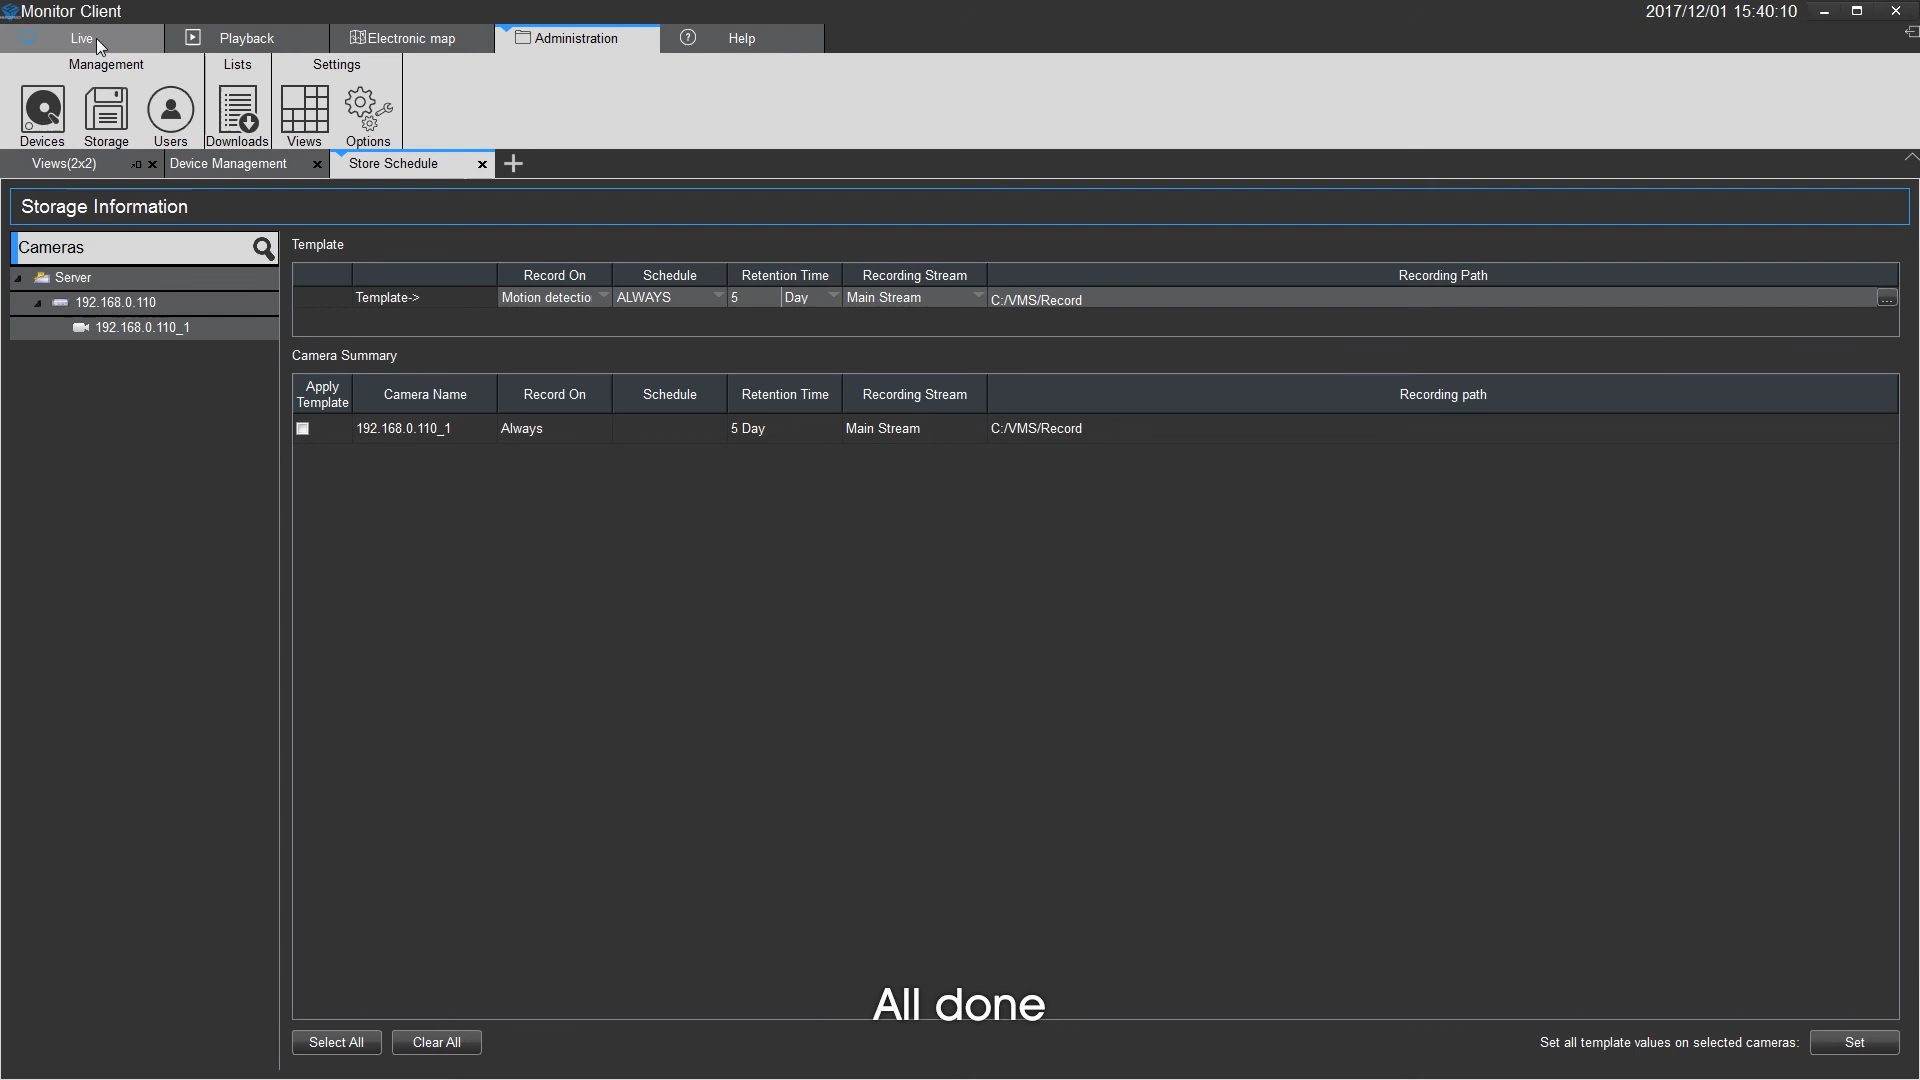 Monitor Client
2017/12/01 15:40:10
Live
Playback
Electronic map
Administration
Help
Management
Lists
Settings
Devices
Storage
Users
Downloads
Views
Options
Views(2x2)
Device Management
Store Schedule
Storage Information
Cameras
Server
192.168.0.110
192.168.0.110_1
Template
Record On Schedule Retention Time Recording Stream Recording Path
Template-> Motion detectio ALWAYS 5 Day Main Stream C:/VMS/Record ...
Camera Summary
Apply Template Camera Name Record On Schedule Retention Time Recording Stream Recording path
192.168.0.110_1 Always 5 Day Main Stream C:/VMS/Record
All done
Select All
Clear All
Set all template values on selected cameras: Set